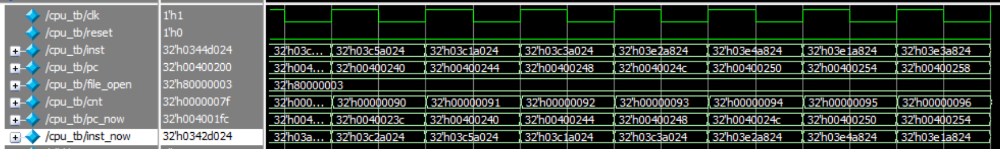 /cpu_tb/clk 1'h1
/cpu_tb/reset 1'h0
/cpu_tb/inst 32'h0344d024 32'h03c... 32'h03c5a024 32'h03c1a024 32'h03c3a024 32'h03e2a824 32'h03e4a824 32'h03e1a824 32'h03e3a824
/cpu_tb/pc 32'h00400200 32'h004... 32'h00400240 32'h00400244 32'h00400248 32'h0040024c 32'h00400250 32'h00400254 32'h00400258
/cpu_tb/file_open 32'h80000003 32'h80000003
/cpu_tb/cnt 32'h0000007f 32'h000... 32'h00000090 32'h00000091 32'h00000092 32'h00000093 32'h00000094 32'h00000095 32'h00000096
/cpu_tb/pc_now 32'h004001fc 32'h004... 32'h0040023c 32'h00400240 32'h00400244 32'h00400248 32'h0040024c 32'h00400250 32'h00400254
/cpu_tb/inst_now 32'h0342d024 32'h03a... 32'h03c2a024 32'h03c5a024 32'h03c1a024 32'h03c3a024 32'h03e2a824 32'h03e4a824 32'h03e1a824